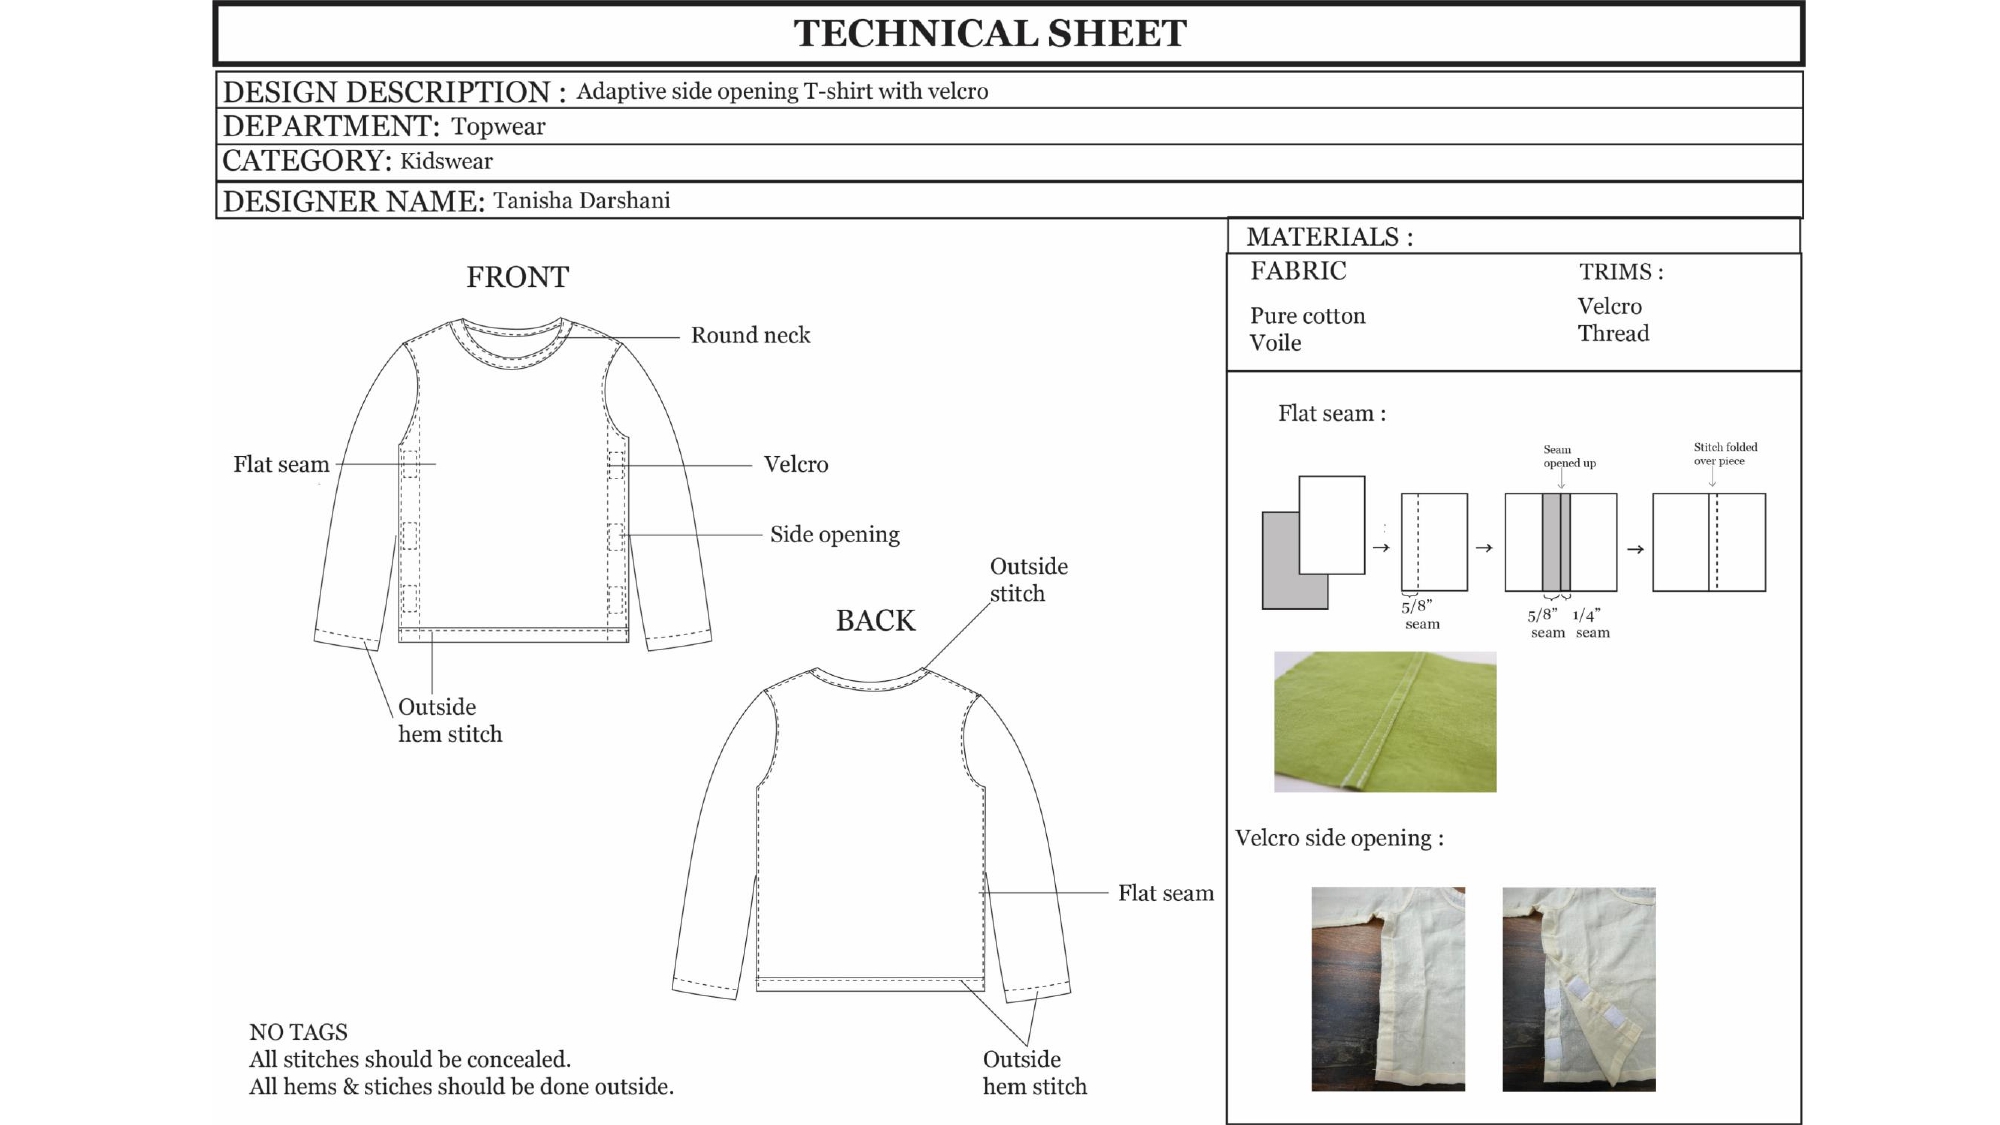 TECHNICAL SHEET
DESIGN DESCRIPTION : Adaptive side opening T-shirt with velcro
DEPARTMENT: Topwear
CATEGORY: Kidswear
DESIGNER NAME: Tanisha Darshani
FRONT
Round neck
Flat seam
Velcro
Side opening
Outside
hem stitch
BACK
Outside
stitch
Flat seam
Outside
hem stitch
NO TAGS
All stitches should be concealed.
All hems & stiches should be done outside.
MATERIALS :
FABRIC
Pure cotton
Voile
TRIMS :
Velcro
Thread
Flat seam :
5/8”
seam
Seam
opened up
5/8” 1/4”
seam seam
Stitch folded
over piece
Velcro side opening :